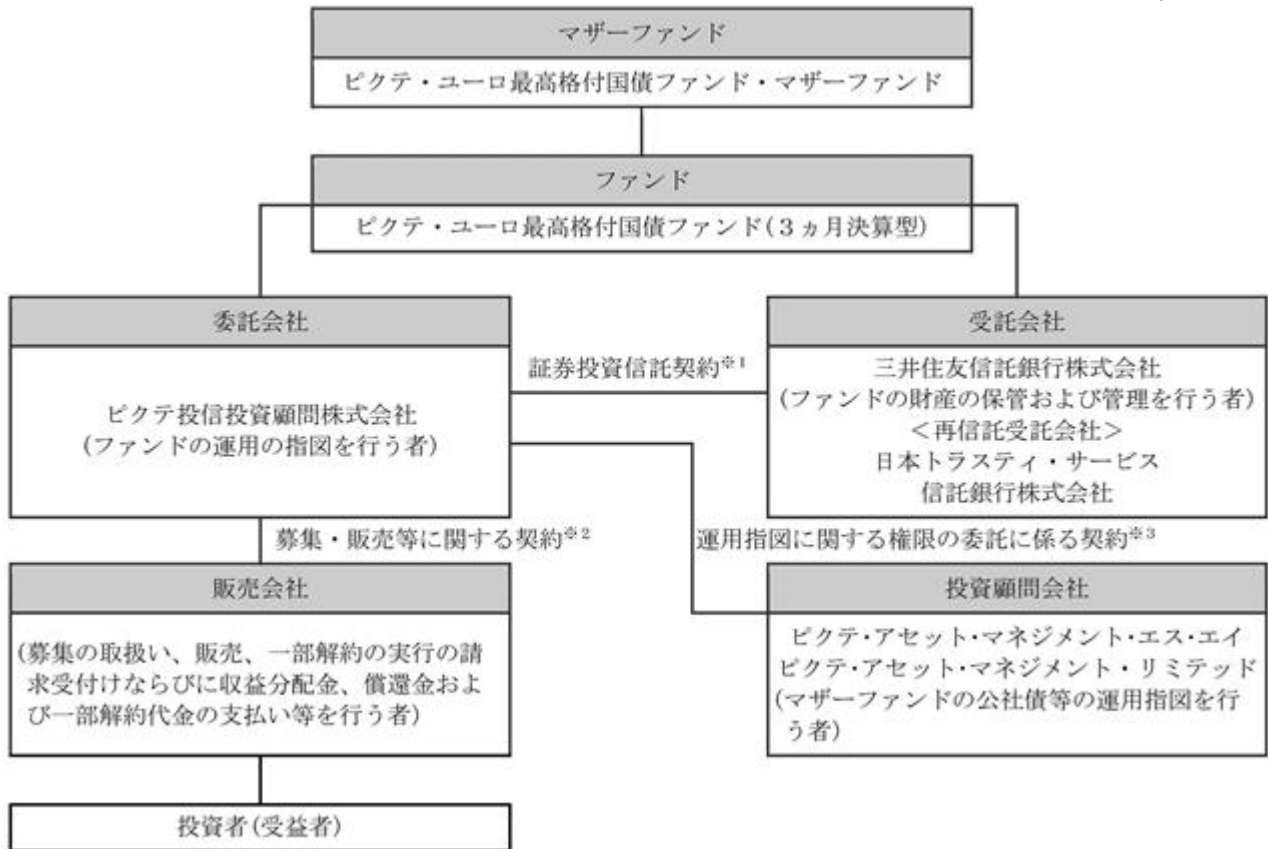 マザーファンド
ピクテ・ユーロ最高格付国債ファンド・マザーファンド
ファンド
ピクテ・ユーロ最高格付国債ファンド(3ヵ月決算型)
委託会社
ピクテ投信投資顧問株式会社
(ファンドの運用の指図を行う者)
証券投資信託契約※1
受託会社
三井住友信託銀行株式会社
(ファンドの財産の保管および管理を行う者)
<再信託受託会社>
日本トラスティ・サービス
信託銀行株式会社
募集・販売等に関する契約※2
運用指図に関する権限の委託に係る契約※3
販売会社
(募集の取扱い、販売、一部解約の実行の請
求受付けならびに収益分配金、償還金およ
び一部解約代金の支払い等を行う者)
投資顧問会社
ピクテ・アセット・マネジメント・エス・エイ
ピクテ・アセット・マネジメント・リミテッド
(マザーファンドの公社債等の運用指図を行
う者)
投資者(受益者)